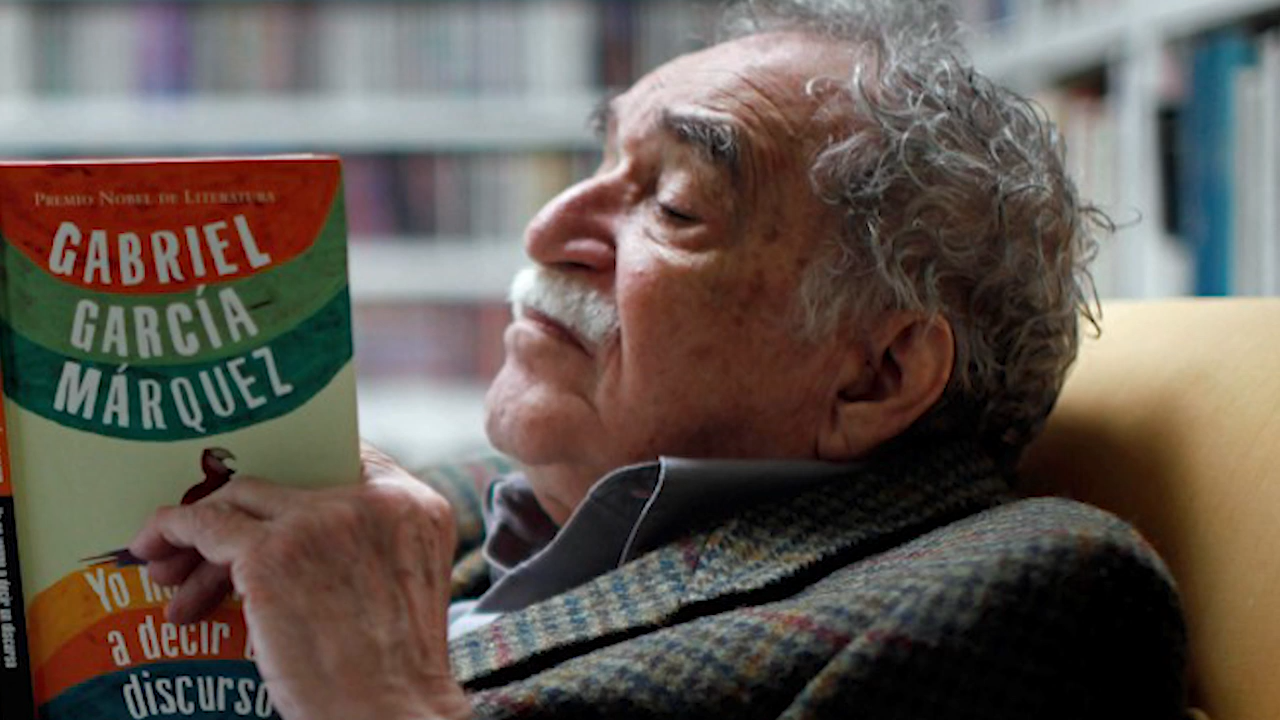 PREMIO NOBEL DE LITERATURA
GABRIEL
GARCÍA
MÁRQUEZ
Yo
a decir
discurso